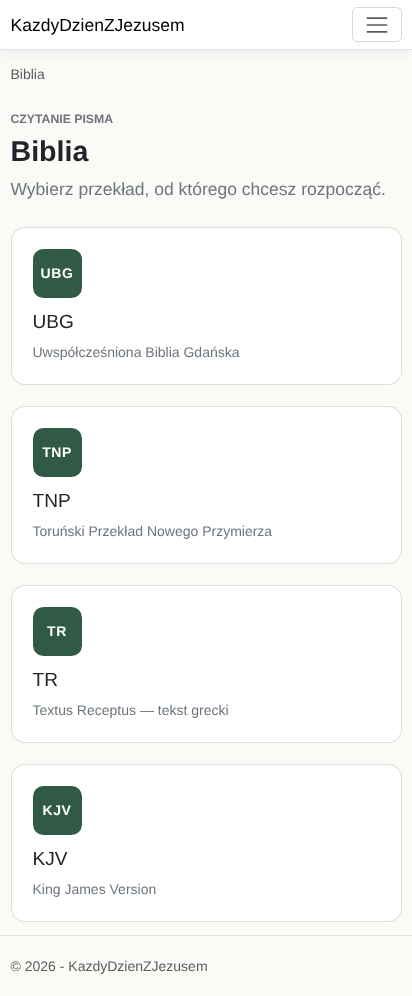 KazdyDzienZJezusem
Biblia
CZYTANIE PISMA
Biblia
Wybierz przekład, od którego chcesz rozpocząć.
UBG
UBG
Uwspółcześniona Biblia Gdańska
TNP
TNP
Toruński Przekład Nowego Przymierza
TR
TR
Textus Receptus — tekst grecki
KJV
KJV
King James Version
© 2026 - KazdyDzienZJezusem